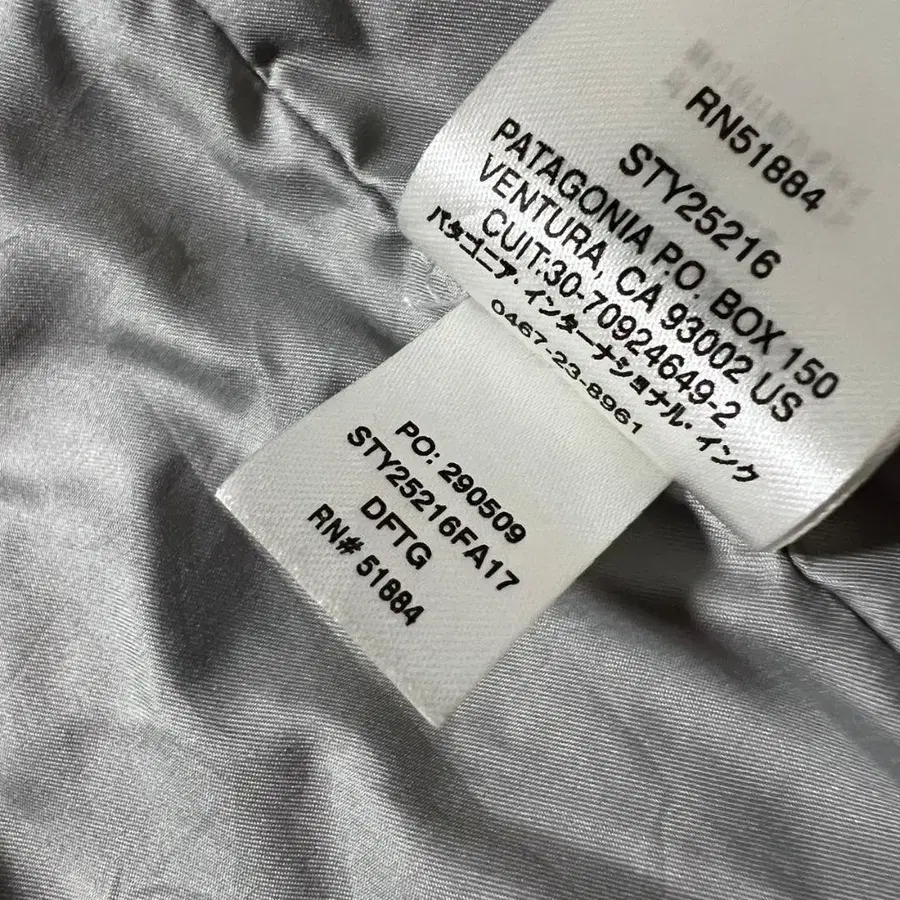 RN51884
STY25216
PATAGONIA P.O. BOX 150
VENTURA, CA 93002 US
CUIT:30-70924649-2
パタゴニア・インターナショナル・インク
0467-23-8961
PO: 290509
STY25216FA17
DFTG
RN# 51884